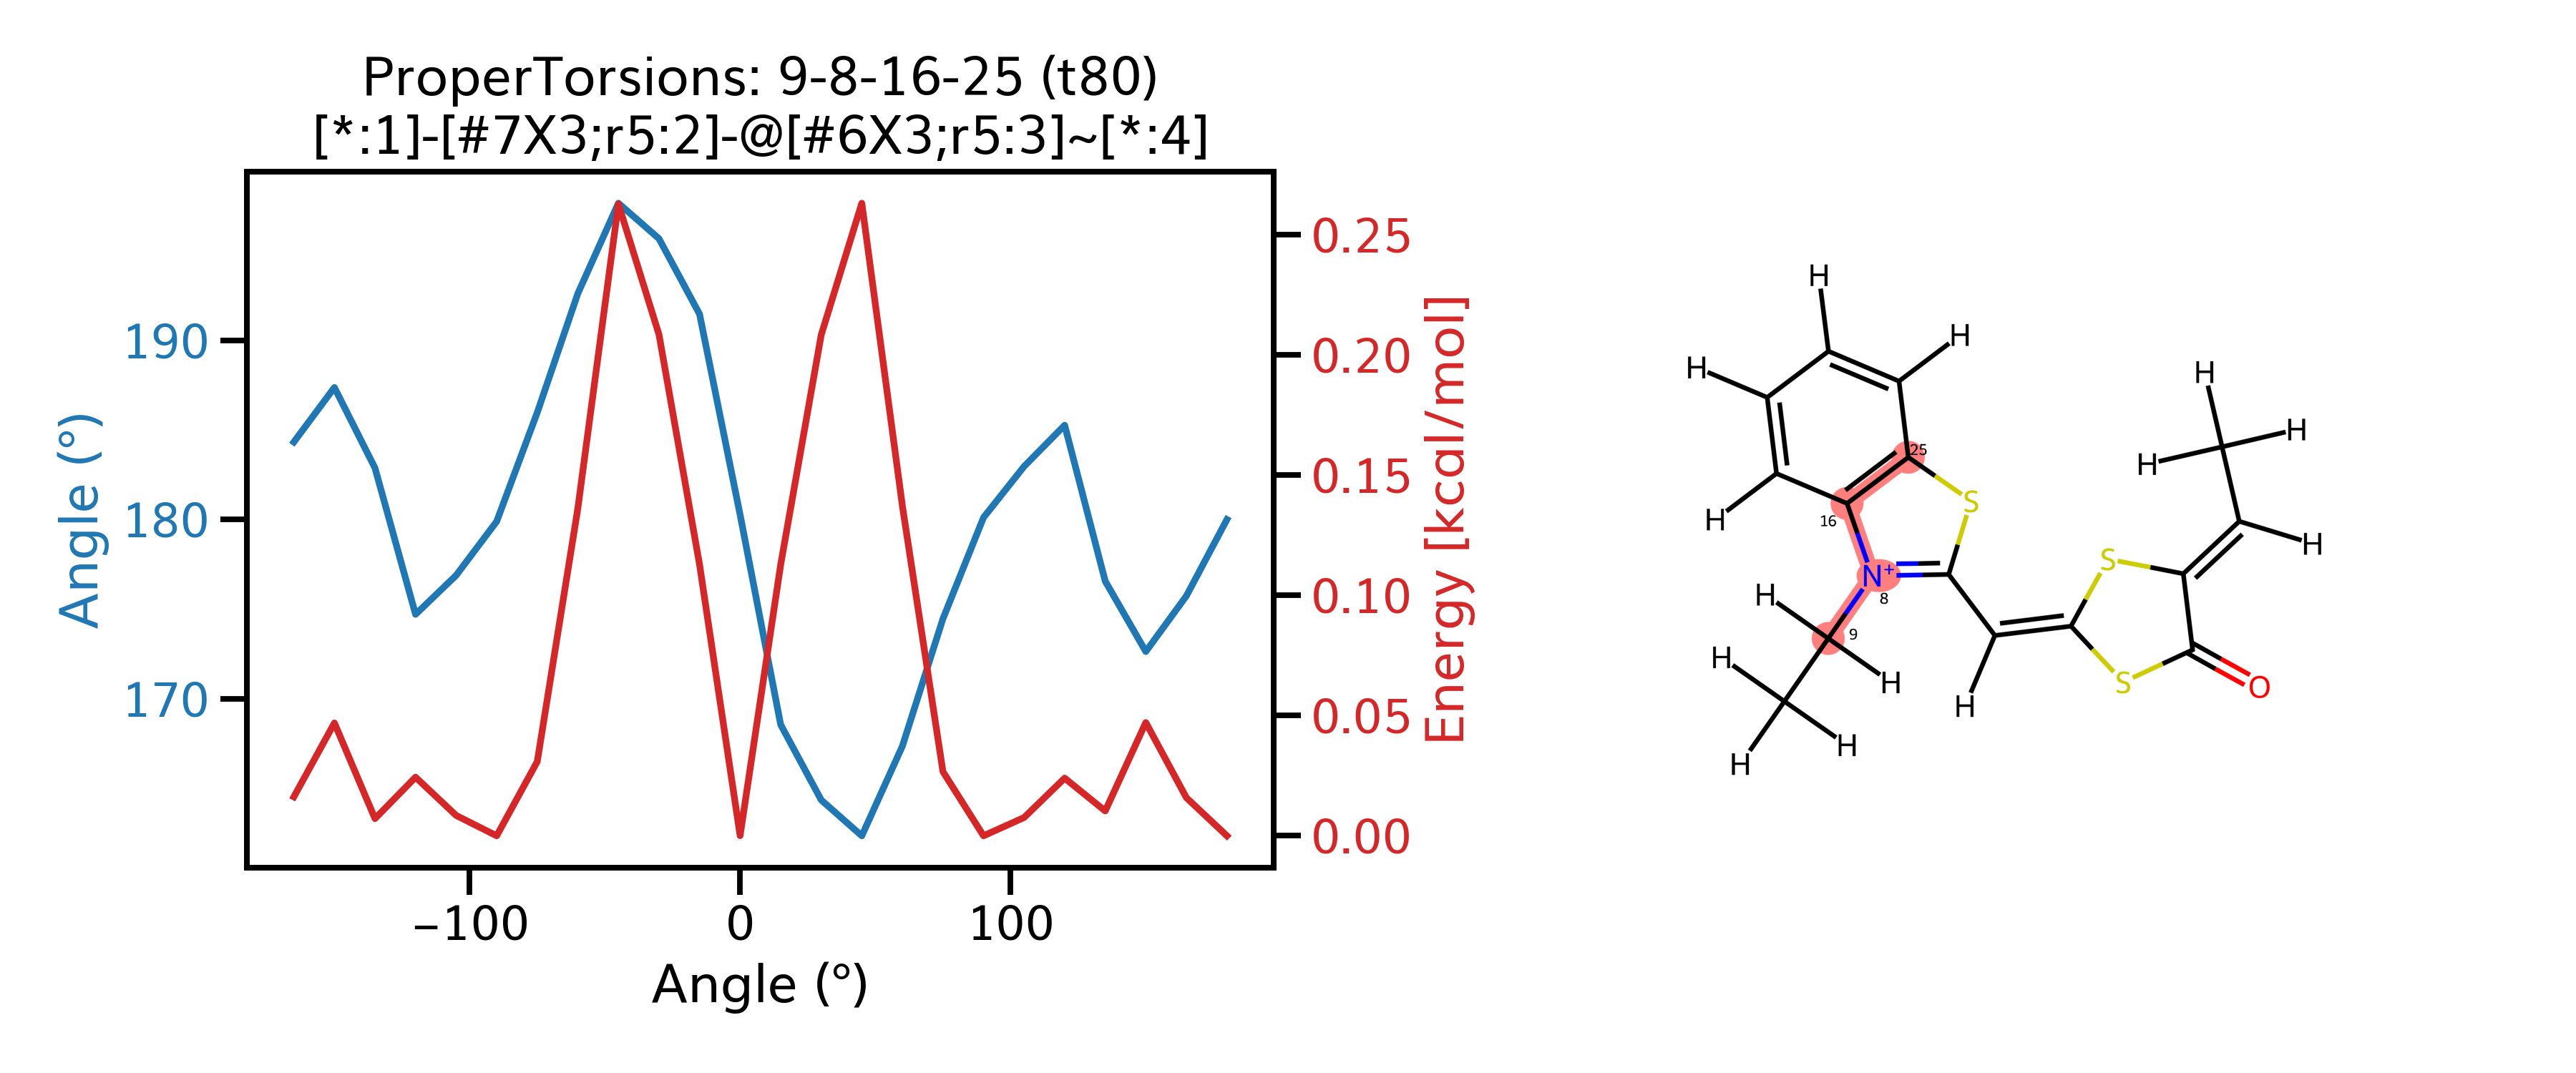 ProperTorsions: 9-8-16-25 (t80)
[*:1]-[#7X3;r5:2]-@[#6X3;r5:3]~[*:4]
190
180
170
Angle (°)
0.25
0.20
0.15
0.10
0.05
0.00
Energy [kcal/mol]
−100
0
100
Angle (°)
H
H
H
H
H
H
H
25
S
16
H
S
N+
8
H
9
H
H
S
O
H
H
H